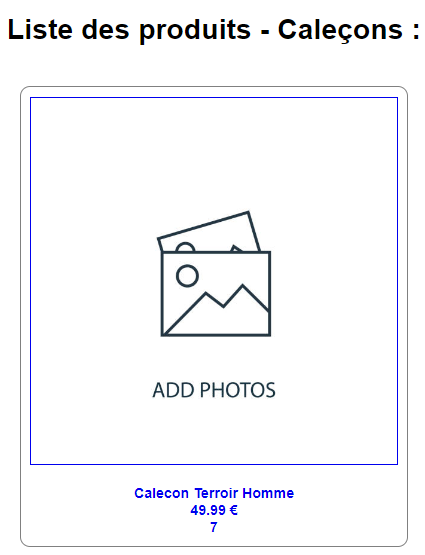 Liste des produits - Caleçons :
ADD PHOTOS
Calecon Terroir Homme
49.99 €
7